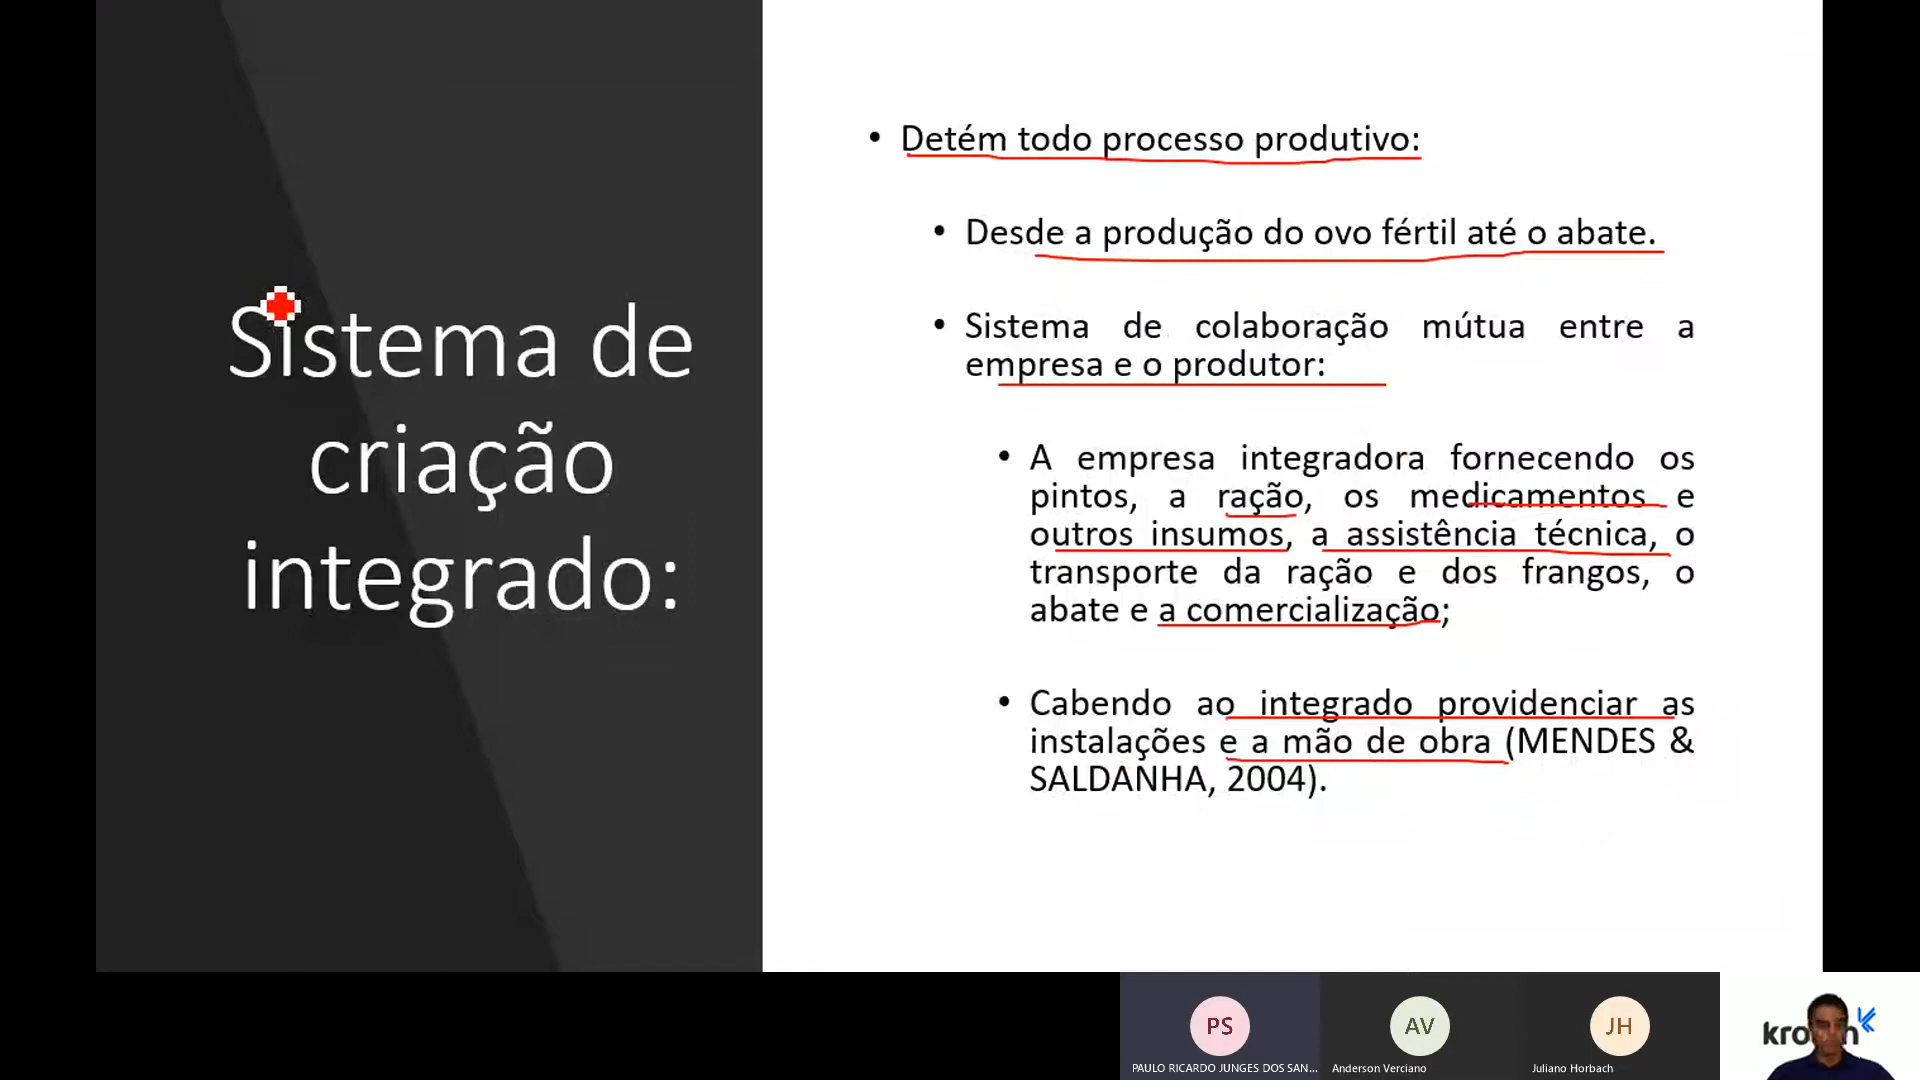 Sistema de
criação
integrado:
• Detém todo processo produtivo:
• Desde a produção do ovo fértil até o abate.
• Sistema de colaboração mútua entre a
empresa e o produtor:
• A empresa integradora fornecendo os
pintos, a ração, os medicamentos e
outros insumos, a assistência técnica, o
transporte da ração e dos frangos, o
abate e a comercialização;
• Cabendo ao integrado providenciar as
instalações e a mão de obra (MENDES &
SALDANHA, 2004).
PS
AV
JH
PAULO RICARDO JUNGES DOS SAN...
Anderson Verciano
Juliano Horbach